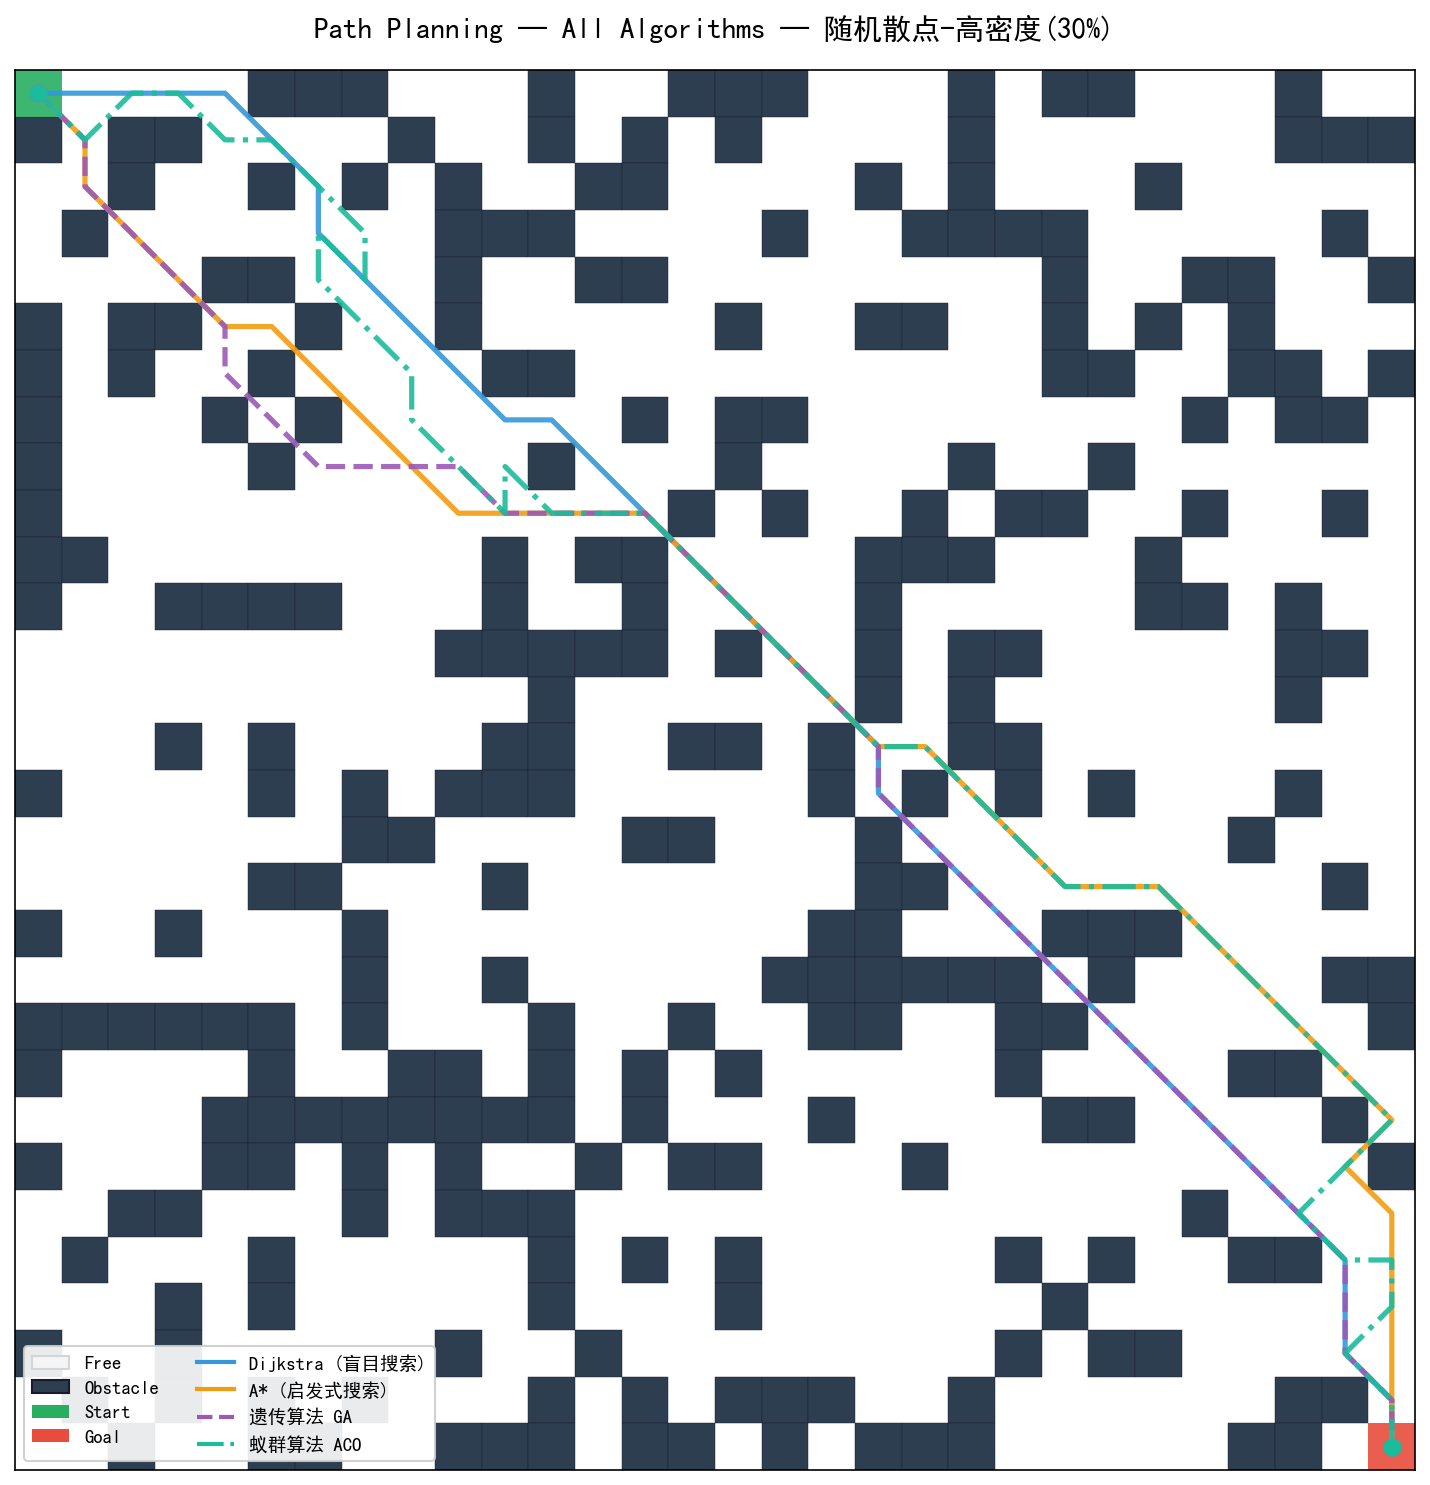 Path Planning — All Algorithms — 随机散点-高密度(30%)
Free
Obstacle
Start
Goal
Dijkstra (盲目搜索)
A* (启发式搜索)
遗传算法 GA
蚁群算法 ACO